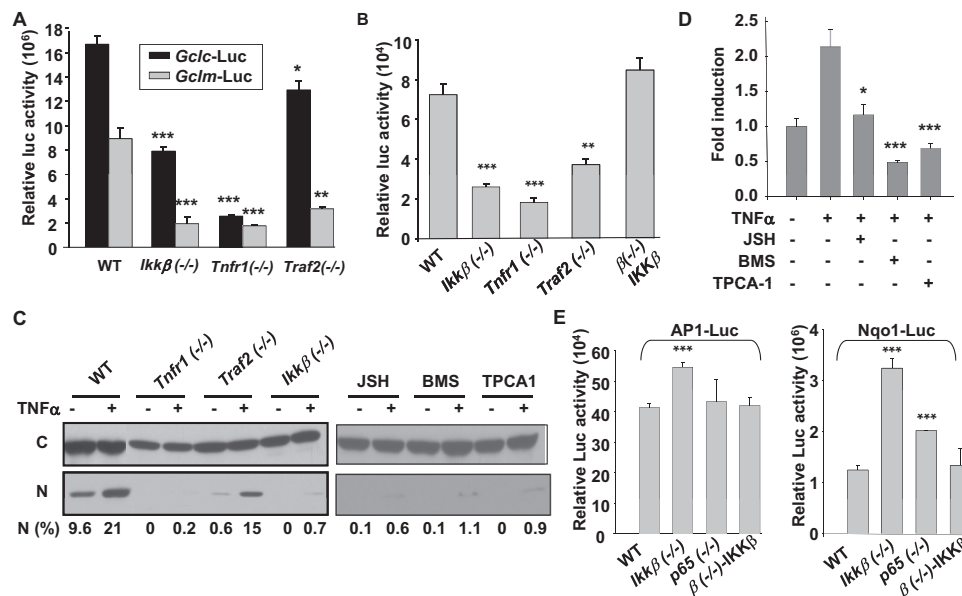 A
Relative luc activity (10⁶)
18
16
14
12
10
8
6
4
2
0
Gclc-Luc
Gclm-Luc
***
***
***
***
*
**
WT
Ikkβ (-/-)
Tnfr1(-/-)
Traf2(-/-)
B
Relative luc activity (10⁴)
10
8
6
4
2
0
***
***
**
WT
Ikkβ (-/-)
Tnfr1 (-/-)
Traf2 (-/-)
β(-/-)
IKKβ
D
Fold induction
2.5
2.0
1.5
1.0
0.5
0.0
*
***
***
TNFα - + + + +
JSH - - + - -
BMS - - - + -
TPCA-1 - - - - +
C
WT
Tnfr1 (-/-)
Traf2 (-/-)
Ikkβ (-/-)
JSH BMS TPCA1
TNFα - + - + - + - + - + - + - +
C
N
N (%) 9.6 21 0 0.2 0.6 15 0 0.7 0.1 0.6 0.1 1.1 0 0.9
E
AP1-Luc
Relative Luc activity (10⁴)
60
50
40
30
20
10
0
***
WT
Ikkβ (-/-)
p65 (-/-)
β (-/-)-IKKβ
Nqo1-Luc
Relative Luc activity (10⁶)
4
3
2
1
0
***
***
WT
Ikkβ (-/-)
p65 (-/-)
β (-/-)-IKKβ